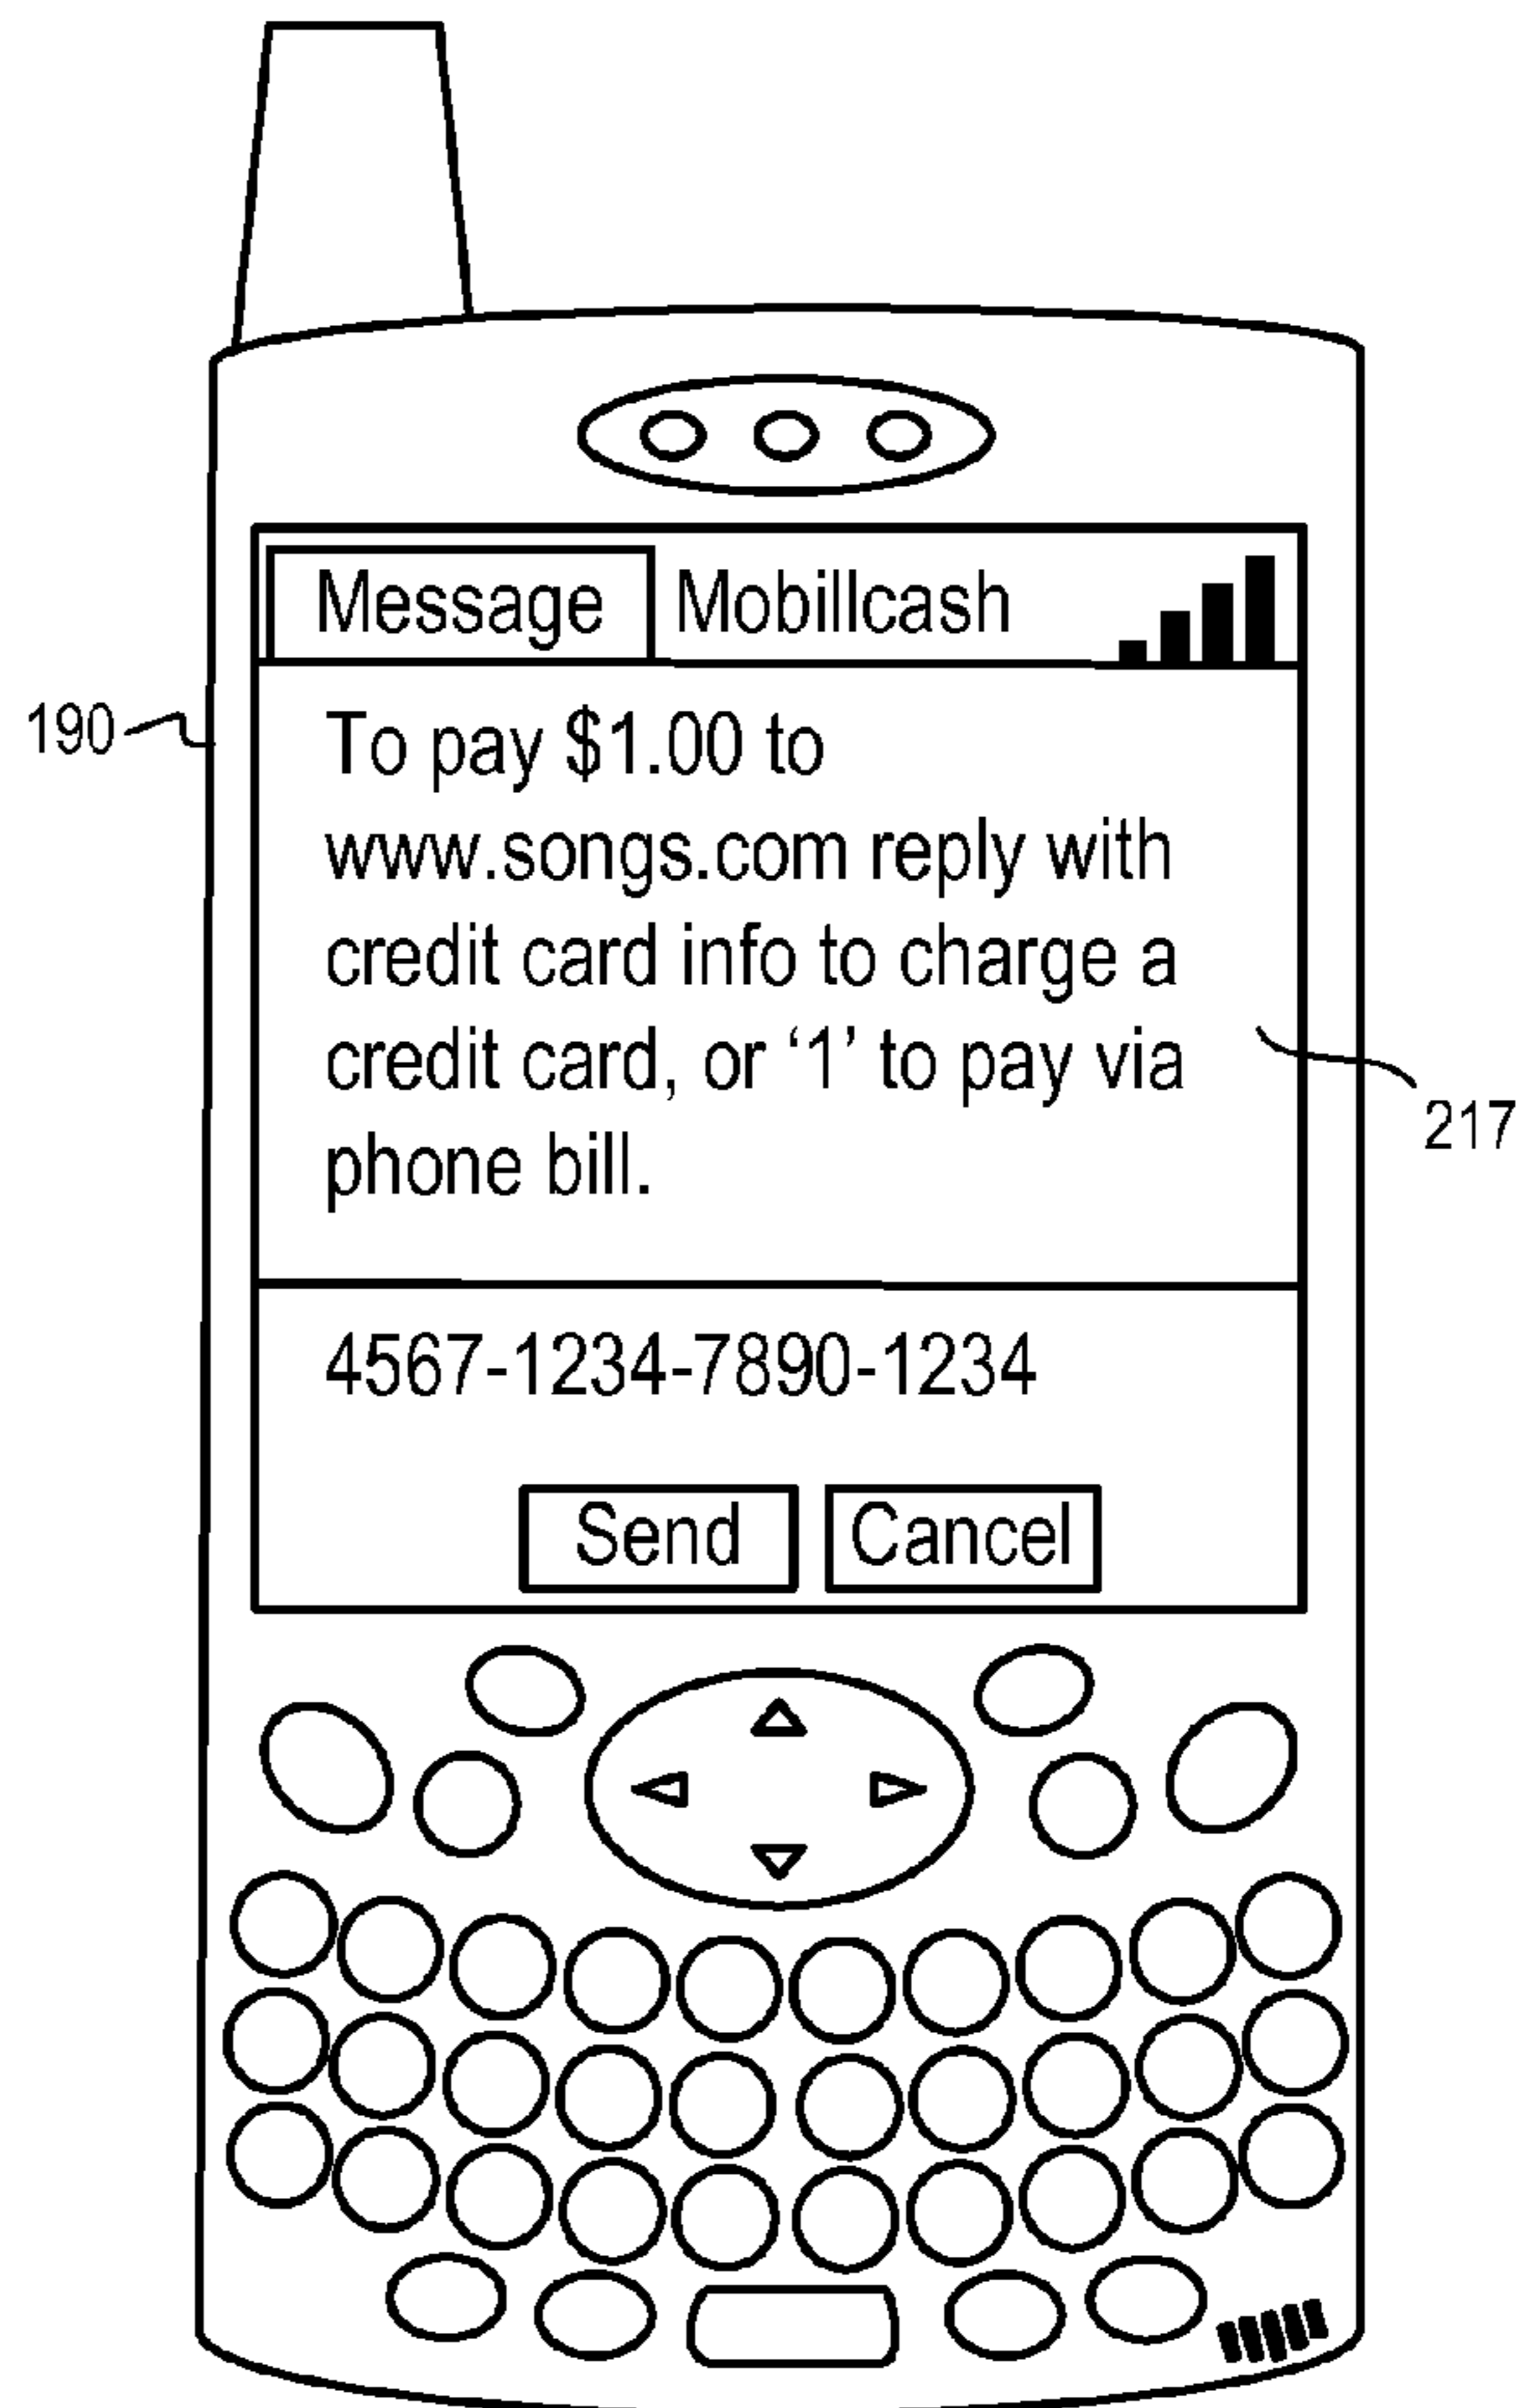 Message Mobillcash
190
To pay $1.00 to
www.songs.com reply with
credit card info to charge a
credit card, or ‘1’ to pay via
phone bill.
217
4567-1234-7890-1234
Send Cancel